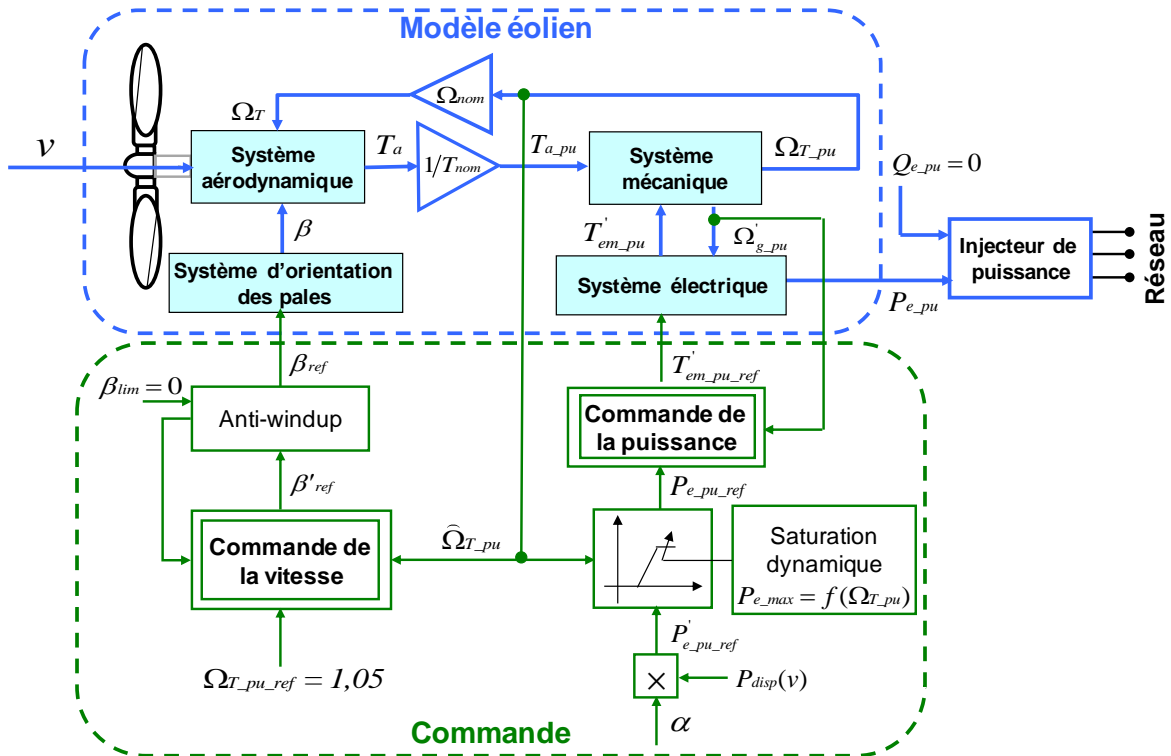 Modèle éolien
Ω_nom
Ω_T
v
Système
aérodynamique
T_a
1/T_nom
T_a_pu
Système
mécanique
Ω_T_pu
Q_e_pu = 0
β
T'_em_pu
Ω'_g_pu
Système d'orientation
des pales
Système électrique
Injecteur de
puissance
Réseau
P_e_pu
β_ref
T'_em_pu_ref
β_lim = 0
Anti-windup
Commande de
la puissance
β'_ref
P_e_pu_ref
Commande de
la vitesse
Ω̂_T_pu
Saturation
dynamique
P_e_max = f(Ω_T_pu)
P'_e_pu_ref
Ω_T_pu_ref = 1,05
×
P_disp(v)
α
Commande